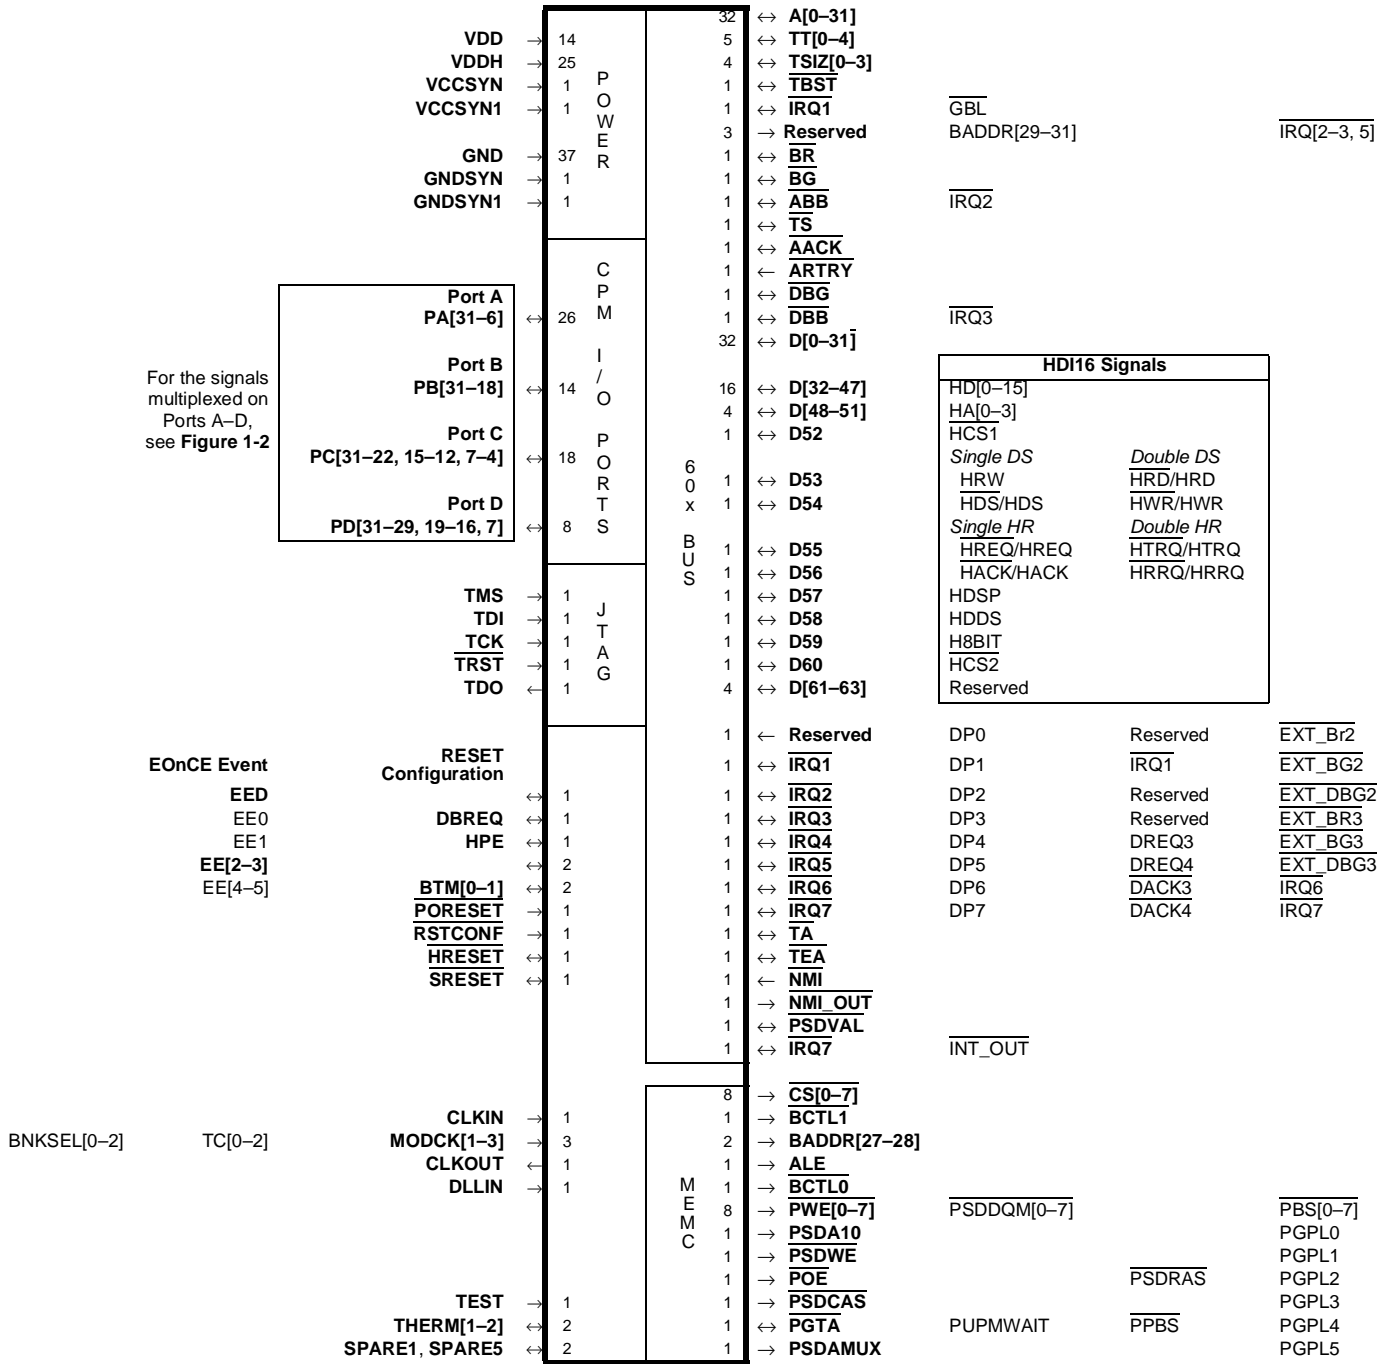 32 ↔ A[0–31]
VDD → 14 5 ↔ TT[0–4]
VDDH → 25 4 ↔ TSIZ[0–3]
VCCSYN → 1 1 ↔ TBST
VCCSYN1 → 1 1 ↔ IRQ1 GBL
3 → Reserved BADDR[29–31] IRQ[2–3, 5]
GND → 37 1 ↔ BR
GNDSYN → 1 1 ↔ BG
GNDSYN1 → 1 1 ↔ ABB IRQ2
POWER
1 ↔ TS
1 ↔ AACK
1 ← ARTRY
Port A 1 ↔ DBG
PA[31–6] ↔ 26 1 ↔ DBB IRQ3
32 ↔ D[0–31]
Port B HDI16 Signals
For the signals
multiplexed on
Ports A–D,
see Figure 1-2
PB[31–18] ↔ 14 16 ↔ D[32–47] HD[0–15]
4 ↔ D[48–51] HA[0–3]
Port C 1 ↔ D52 HCS1
PC[31–22, 15–12, 7–4] ↔ 18 Single DS Double DS
1 ↔ D53 HRW HRD/HRD
Port D 1 ↔ D54 HDS/HDS HWR/HWR
PD[31–29, 19–16, 7] ↔ 8 Single HR Double HR
CPM I/O PORTS
60x BUS
1 ↔ D55 HREQ/HREQ HTRQ/HTRQ
1 ↔ D56 HACK/HACK HRRQ/HRRQ
TMS → 1 1 ↔ D57 HDSP
TDI → 1 1 ↔ D58 HDDS
TCK → 1 1 ↔ D59 H8BIT
TRST → 1 1 ↔ D60 HCS2
TDO ← 1 4 ↔ D[61–63] Reserved
JTAG
1 ← Reserved DP0 Reserved EXT_Br2
EOnCE Event RESET
Configuration 1 ↔ IRQ1 DP1 IRQ1 EXT_BG2
EED ↔ 1 1 ↔ IRQ2 DP2 Reserved EXT_DBG2
EE0 DBREQ ↔ 1 1 ↔ IRQ3 DP3 Reserved EXT_BR3
EE1 HPE ↔ 1 1 ↔ IRQ4 DP4 DREQ3 EXT_BG3
EE[2–3] ↔ 2 1 ↔ IRQ5 DP5 DREQ4 EXT_DBG3
EE[4–5] BTM[0–1] ↔ 2 1 ↔ IRQ6 DP6 DACK3 IRQ6
PORESET → 1 1 ↔ IRQ7 DP7 DACK4 IRQ7
RSTCONF → 1 1 ↔ TA
HRESET ↔ 1 1 ↔ TEA
SRESET ↔ 1 1 ← NMI
1 → NMI_OUT
1 ↔ PSDVAL
1 ↔ IRQ7 INT_OUT
8 → CS[0–7]
CLKIN → 1 1 → BCTL1
BNKSEL[0–2] TC[0–2] MODCK[1–3] → 3 2 → BADDR[27–28]
CLKOUT ← 1 1 → ALE
DLLIN → 1 1 → BCTL0
MEMC
8 → PWE[0–7] PSDDQM[0–7] PBS[0–7]
1 → PSDA10 PGPL0
1 → PSDWE PGPL1
1 → POE PSDRAS PGPL2
TEST → 1 1 → PSDCAS PGPL3
THERM[1–2] ↔ 2 1 ↔ PGTA PUPMWAIT PPBS PGPL4
SPARE1, SPARE5 ↔ 2 1 → PSDAMUX PGPL5